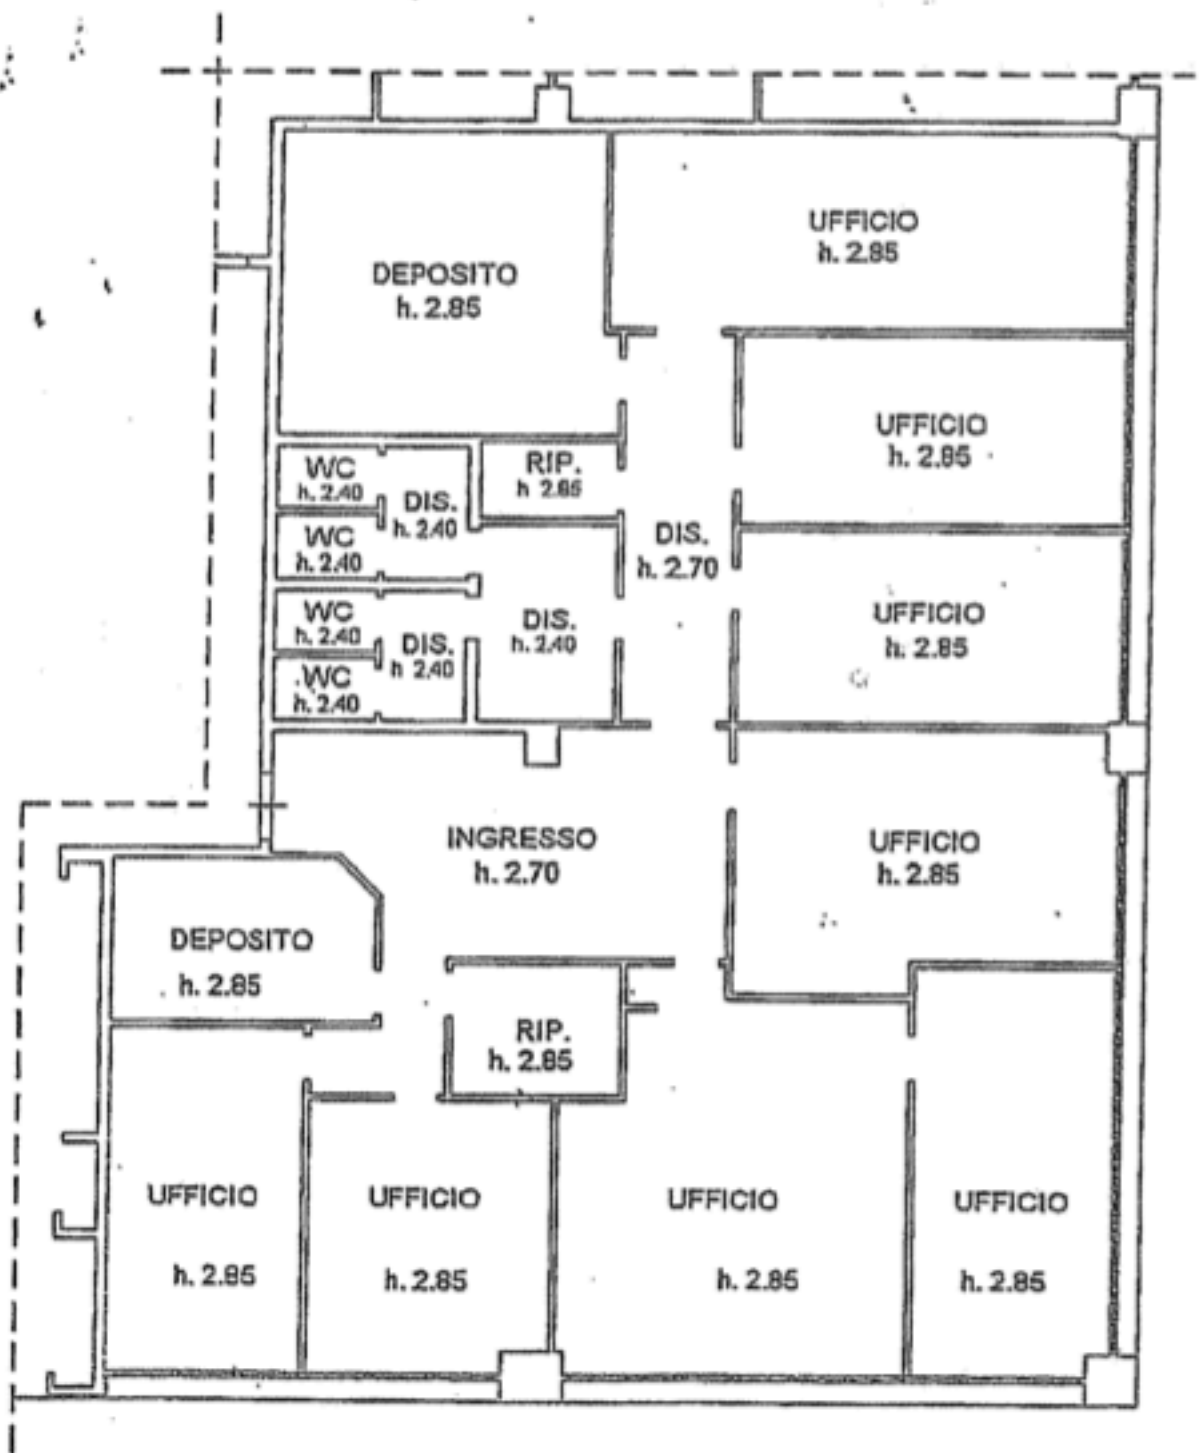 UFFICIO
h. 2.85
DEPOSITO
h. 2.85
UFFICIO
h. 2.85
WC
h. 2.40
DIS.
h. 2.40
RIP.
h 2.85
WC
h. 2.40
DIS.
h. 2.70
WC
h. 2.40
DIS.
h 2.40
DIS.
h. 2.40
UFFICIO
h. 2.85
WC
h. 2.40
INGRESSO
h. 2.70
UFFICIO
h. 2.85
DEPOSITO
h. 2.85
RIP.
h. 2.85
UFFICIO
h. 2.85
UFFICIO
h. 2.85
UFFICIO
h. 2.85
UFFICIO
h. 2.85